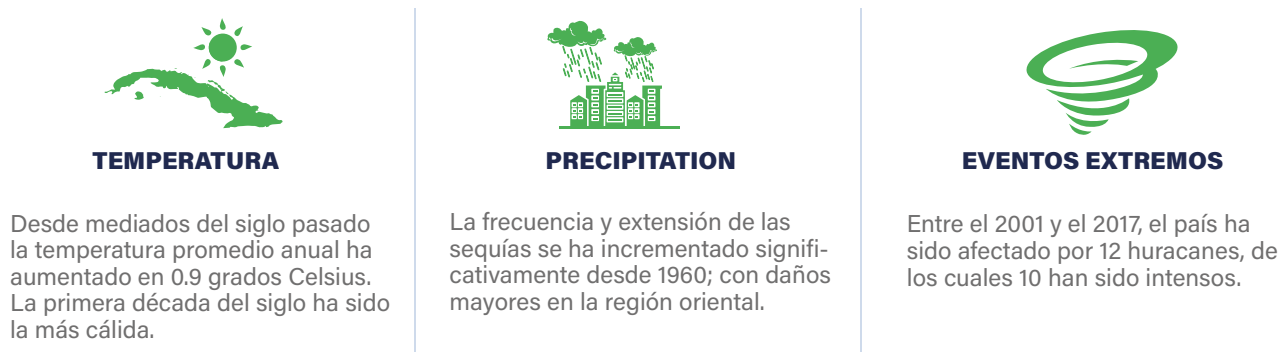 TEMPERATURA
Desde mediados del siglo pasado
la temperatura promedio anual ha
aumentado en 0.9 grados Celsius.
La primera década del siglo ha sido
la más cálida.
PRECIPITATION
La frecuencia y extensión de las
sequías se ha incrementado signifi-
cativamente desde 1960; con daños
mayores en la región oriental.
EVENTOS EXTREMOS
Entre el 2001 y el 2017, el país ha
sido afectado por 12 huracanes, de
los cuales 10 han sido intensos.